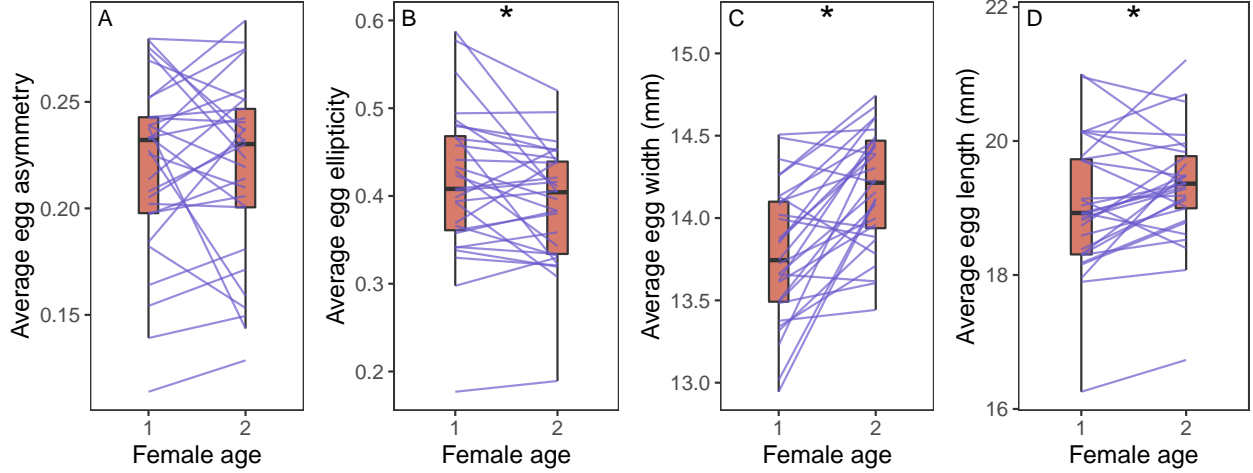 A
Average egg asymmetry
0.25
0.20
0.15
1
2
Female age
B
*
Average egg ellipticity
0.6
0.5
0.4
0.3
0.2
1
2
Female age
C
*
Average egg width (mm)
15.0
14.5
14.0
13.5
13.0
1
2
Female age
D
*
Average egg length (mm)
22
20
18
16
1
2
Female age